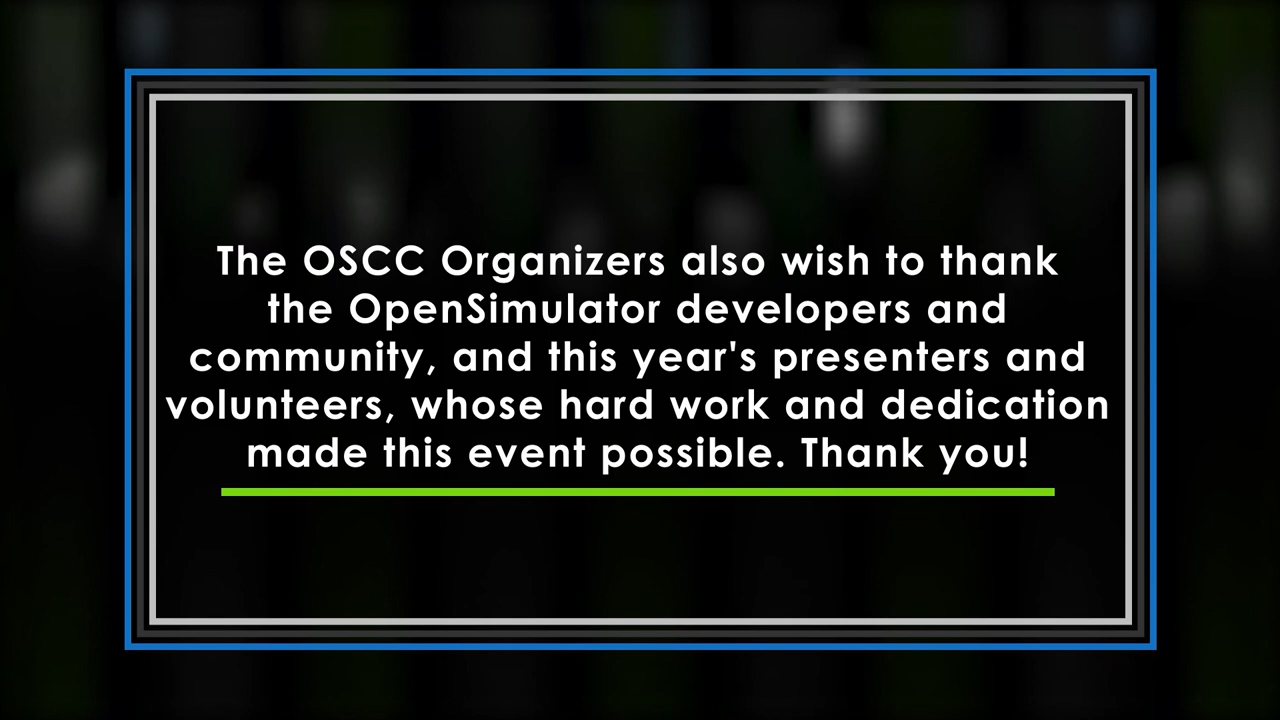 The OSCC Organizers also wish to thank
the OpenSimulator developers and
community, and this year's presenters and
volunteers, whose hard work and dedication
made this event possible. Thank you!